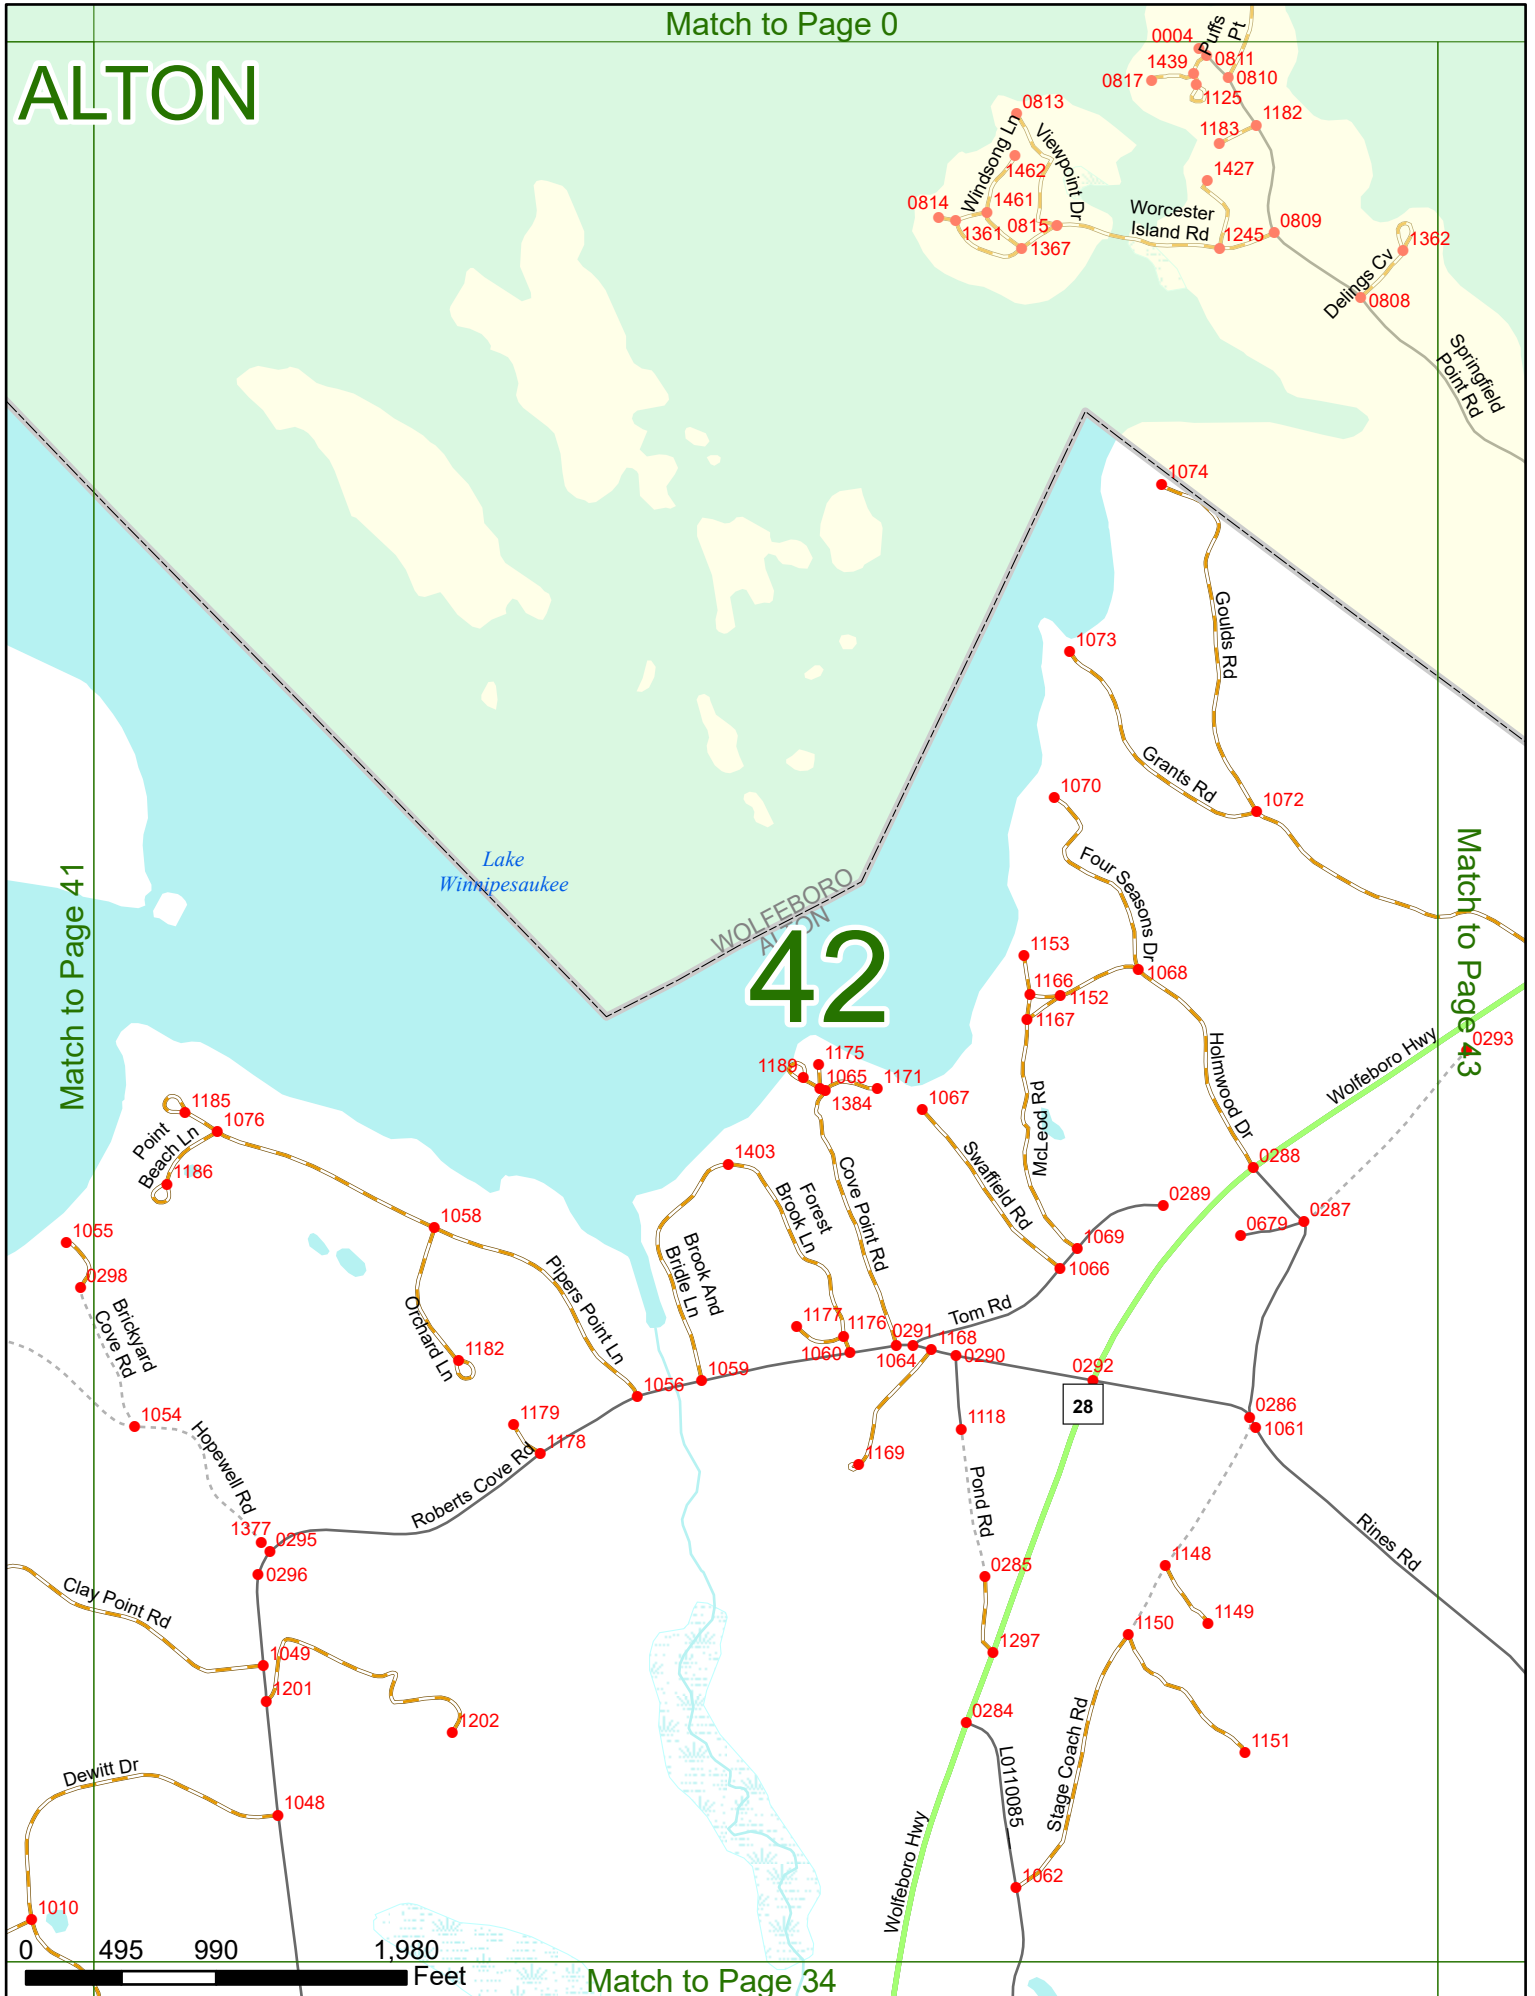 Match to Page 0
ALTON
0004
Puffs
Pt
1439
0811
0817
0810
1125
0813
1182
1183
Windsong Ln
Viewpoint Dr
1462
1427
0814
1461
Worcester
Island Rd
0815
0809
1361
1367
1245
1362
Delings Cv
0808
Springfield
Point Rd
1074
Goulds Rd
1073
Grants Rd
1070
1072
Lake
Winnipesaukee
Four Seasons Dr
WOLFEBORO
ALTON
42
Match to Page 41
Match to Page 43
1153
1068
1166
1152
1167
0293
Holmwood Dr
Wolfeboro Hwy
1175
1189
1065
1171
1384
1067
McLeod Rd
1185
1076
Point
Beach Ln
1186
1403
Swaffield Rd
0288
0289
Forest
Brook Ln
Cove Point Rd
1058
0287
0679
1055
1069
Brook And
Bridle Ln
1066
0298
Pipers Point Ln
Brickyard
Cove Rd
Orchard Ln
Tom Rd
1177
1176
0291
1168
1182
1060
1064
0290
1059
0292
1056
28
0286
1054
1179
1118
1061
Hopewell Rd
1178
1169
Roberts Cove Rd
Pond Rd
1377
0295
Rines Rd
0296
0285
1148
Clay Point Rd
1149
1150
1049
1297
1201
1202
0284
1151
Stage Coach Rd
L0110085
Dewitt Dr
1048
Wolfeboro Hwy
1062
1010
0 495 990 1,980
Feet
Match to Page 34